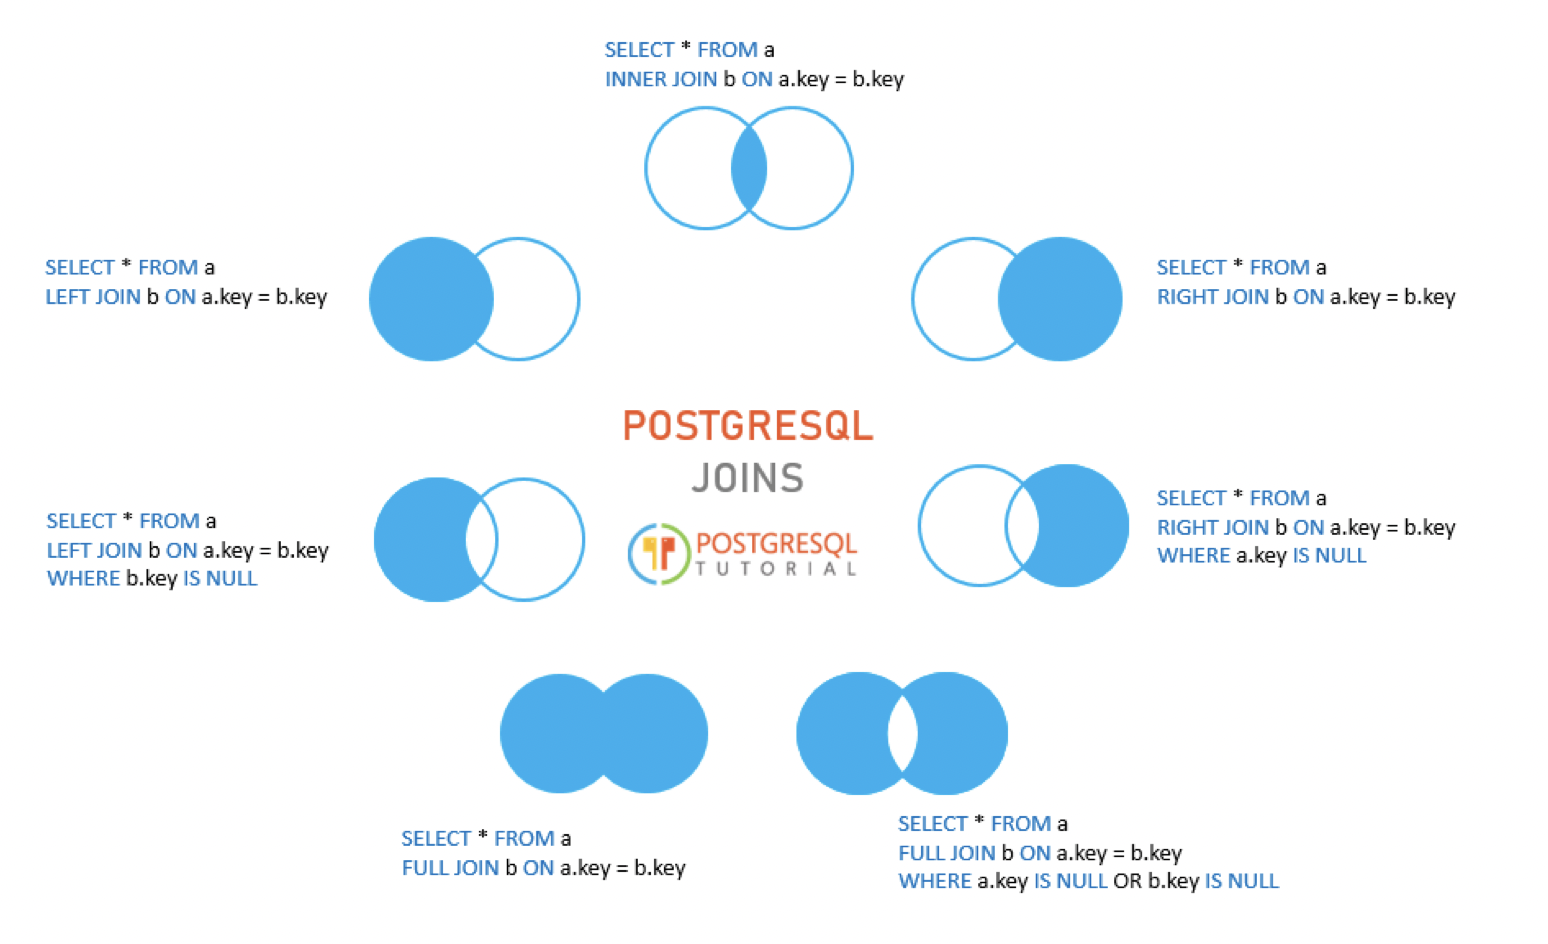 SELECT * FROM a
INNER JOIN b ON a.key = b.key
SELECT * FROM a
LEFT JOIN b ON a.key = b.key
SELECT * FROM a
RIGHT JOIN b ON a.key = b.key
POSTGRESQL
JOINS
POSTGRESQL
TUTORIAL
SELECT * FROM a
LEFT JOIN b ON a.key = b.key
WHERE b.key IS NULL
SELECT * FROM a
RIGHT JOIN b ON a.key = b.key
WHERE a.key IS NULL
SELECT * FROM a
FULL JOIN b ON a.key = b.key
SELECT * FROM a
FULL JOIN b ON a.key = b.key
WHERE a.key IS NULL OR b.key IS NULL